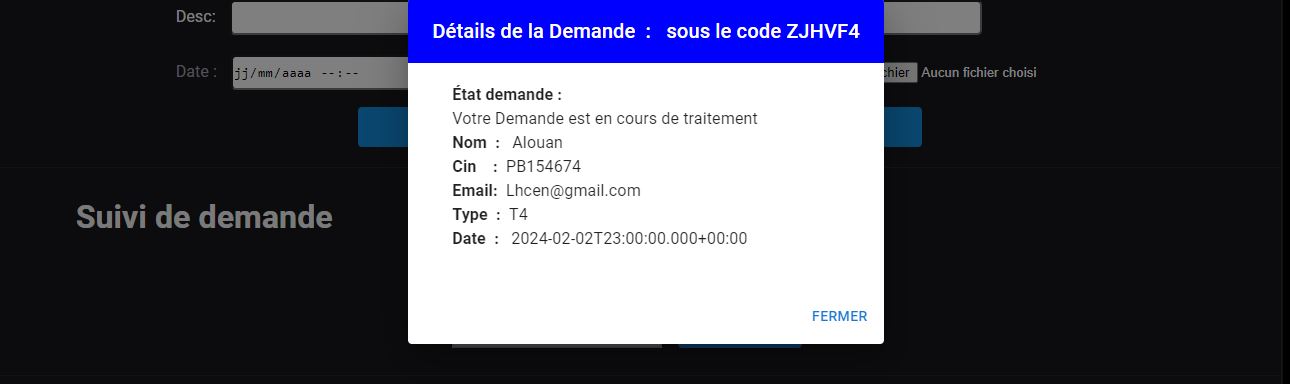 Desc:
Détails de la Demande : sous le code ZJHVF4
Date :
jj/mm/aaaa --:--
Aucun fichier choisi
État demande :
Votre Demande est en cours de traitement
Nom : Alouan
Cin : PB154674
Email: Lhcen@gmail.com
Type : T4
Date : 2024-02-02T23:00:00.000+00:00
Suivi de demande
FERMER